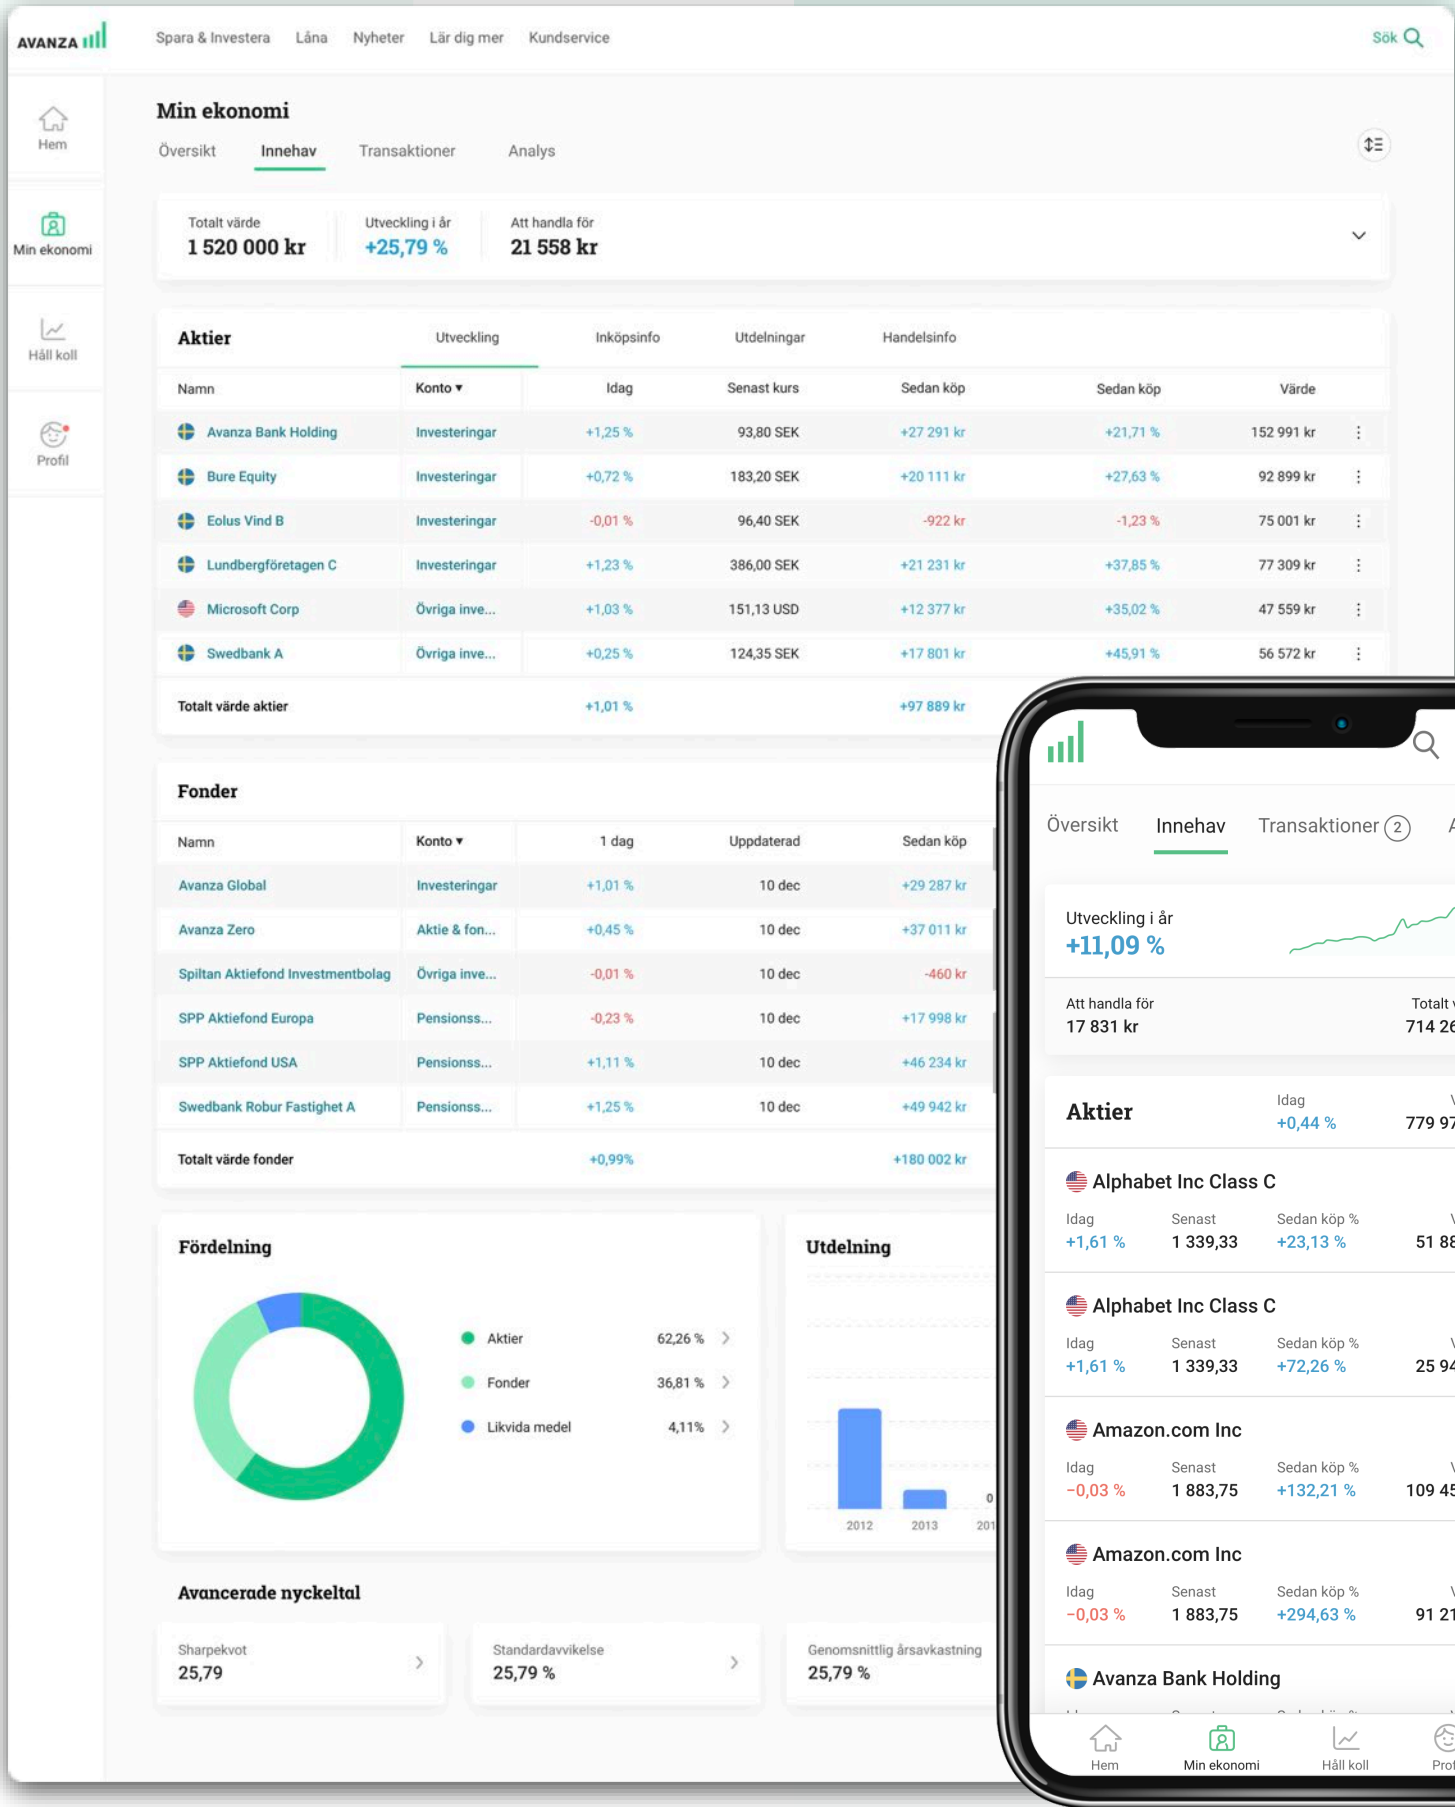 AVANZA
Spara & Investera Låna Nyheter Lär dig mer Kundservice Sök
Hem
Min ekonomi
Håll koll
Profil
Min ekonomi
Översikt Innehav Transaktioner Analys
Totalt värde Utveckling i år Att handla för
1 520 000 kr +25,79 % 21 558 kr
Aktier Utveckling Inköpsinfo Utdelningar Handelsinfo
Namn Konto ▾ Idag Senast kurs Sedan köp Sedan köp Värde
Avanza Bank Holding Investeringar +1,25 % 93,80 SEK +27 291 kr +21,71 % 152 991 kr
Bure Equity Investeringar +0,72 % 183,20 SEK +20 111 kr +27,63 % 92 899 kr
Eolus Vind B Investeringar -0,01 % 96,40 SEK -922 kr -1,23 % 75 001 kr
Lundbergföretagen C Investeringar +1,23 % 386,00 SEK +21 231 kr +37,85 % 77 309 kr
Microsoft Corp Övriga inve... +1,03 % 151,13 USD +12 377 kr +35,02 % 47 559 kr
Swedbank A Övriga inve... +0,25 % 124,35 SEK +17 801 kr +45,91 % 56 572 kr
Totalt värde aktier +1,01 % +97 889 kr
Fonder
Namn Konto ▾ 1 dag Uppdaterad Sedan köp
Avanza Global Investeringar +1,01 % 10 dec +29 287 kr
Avanza Zero Aktie & fon... +0,45 % 10 dec +37 011 kr
Spiltan Aktiefond Investmentbolag Övriga inve... -0,01 % 10 dec -460 kr
SPP Aktiefond Europa Pensionss... -0,23 % 10 dec +17 998 kr
SPP Aktiefond USA Pensionss... +1,11 % 10 dec +46 234 kr
Swedbank Robur Fastighet A Pensionss... +1,25 % 10 dec +49 942 kr
Totalt värde fonder +0,99% +180 002 kr
Fördelning
Aktier 62,26 %
Fonder 36,81 %
Likvida medel 4,11%
Utdelning
0
2012 2013 201
Avancerade nyckeltal
Sharpekvot Standardavvikelse Genomsnittlig årsavkastning
25,79 25,79 % 25,79 %
Översikt Innehav Transaktioner 2 A
Utveckling i år
+11,09 %
Att handla för Totalt v
17 831 kr 714 26
Aktier Idag V
+0,44 % 779 97
Alphabet Inc Class C
Idag Senast Sedan köp % V
+1,61 % 1 339,33 +23,13 % 51 88
Alphabet Inc Class C
Idag Senast Sedan köp % V
+1,61 % 1 339,33 +72,26 % 25 94
Amazon.com Inc
Idag Senast Sedan köp % V
−0,03 % 1 883,75 +132,21 % 109 45
Amazon.com Inc
Idag Senast Sedan köp % V
−0,03 % 1 883,75 +294,63 % 91 21
Avanza Bank Holding
Hem Min ekonomi Håll koll Prof